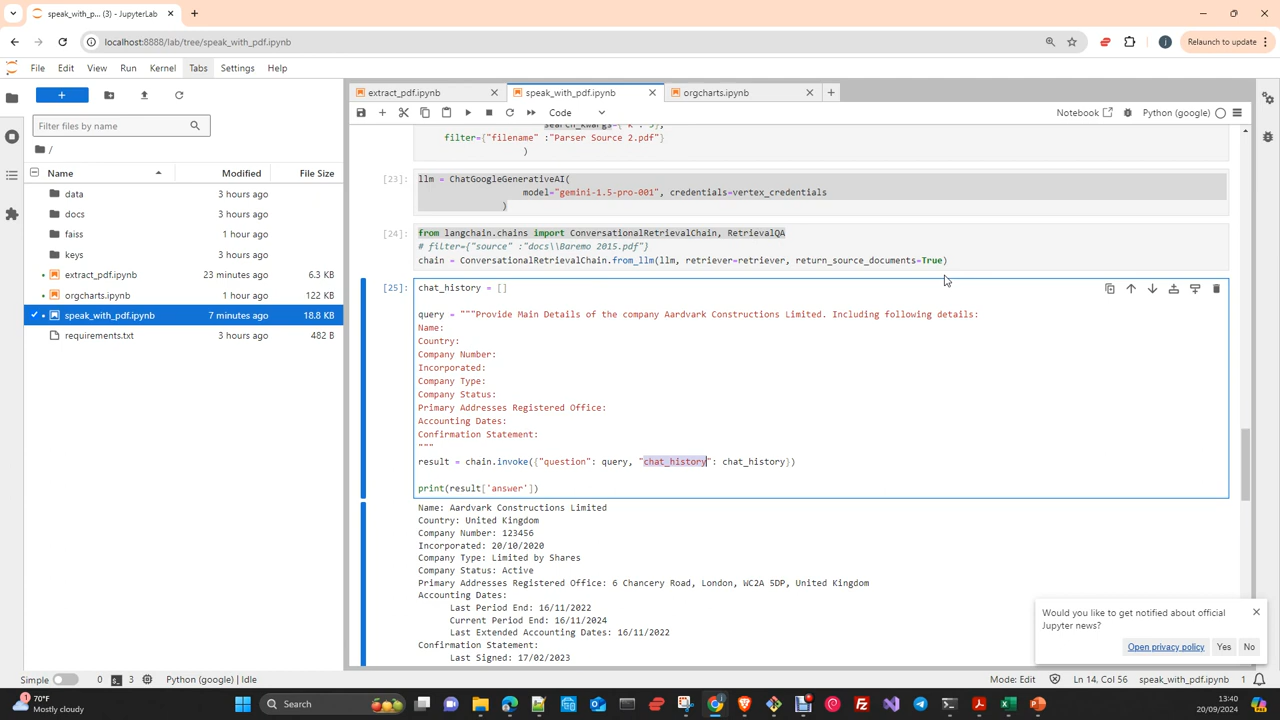 speak_with_p... (3) - JupyterLab
localhost:8888/lab/tree/speak_with_pdf.ipynb
Relaunch to update
File Edit View Run Kernel Tabs Settings Help
extract_pdf.ipynb speak_with_pdf.ipynb orgcharts.ipynb
Code
Notebook Python (google)
Filter files by name
/
Name Modified File Size
data 3 hours ago
docs 3 hours ago
faiss 1 hour ago
keys 3 hours ago
extract_pdf.ipynb 23 minutes ago 6.3 KB
orgcharts.ipynb 1 hour ago 122 KB
speak_with_pdf.ipynb 7 minutes ago 18.8 KB
requirements.txt 3 hours ago 482 B
filter={"filename" :"Parser Source 2.pdf"}
)
[23]:
llm = ChatGoogleGenerativeAI(
model="gemini-1.5-pro-001", credentials=vertex_credentials
)
[24]:
from langchain.chains import ConversationalRetrievalChain, RetrievalQA
# filter={"source" :"docs\\Baremo 2015.pdf"}
chain = ConversationalRetrievalChain.from_llm(llm, retriever=retriever, return_source_documents=True)
[25]:
chat_history = []
query = """Provide Main Details of the company Aardvark Constructions Limited. Including following details:
Name:
Country:
Company Number:
Incorporated:
Company Type:
Company Status:
Primary Addresses Registered Office:
Accounting Dates:
Confirmation Statement:
"""
result = chain.invoke({"question": query, "chat_history": chat_history})
print(result['answer'])
Name: Aardvark Constructions Limited
Country: United Kingdom
Company Number: 123456
Incorporated: 20/10/2020
Company Type: Limited by Shares
Company Status: Active
Primary Addresses Registered Office: 6 Chancery Road, London, WC2A 5DP, United Kingdom
Accounting Dates:
Last Period End: 16/11/2022
Current Period End: 16/11/2024
Last Extended Accounting Dates: 16/11/2022
Confirmation Statement:
Last Signed: 17/02/2023
Would you like to get notified about official
Jupyter news?
Open privacy policy Yes No
Simple 0 3 Python (google) | Idle
Mode: Edit Ln 14, Col 56 speak_with_pdf.ipynb 1
70°F
Mostly cloudy
Search
13:40
20/09/2024